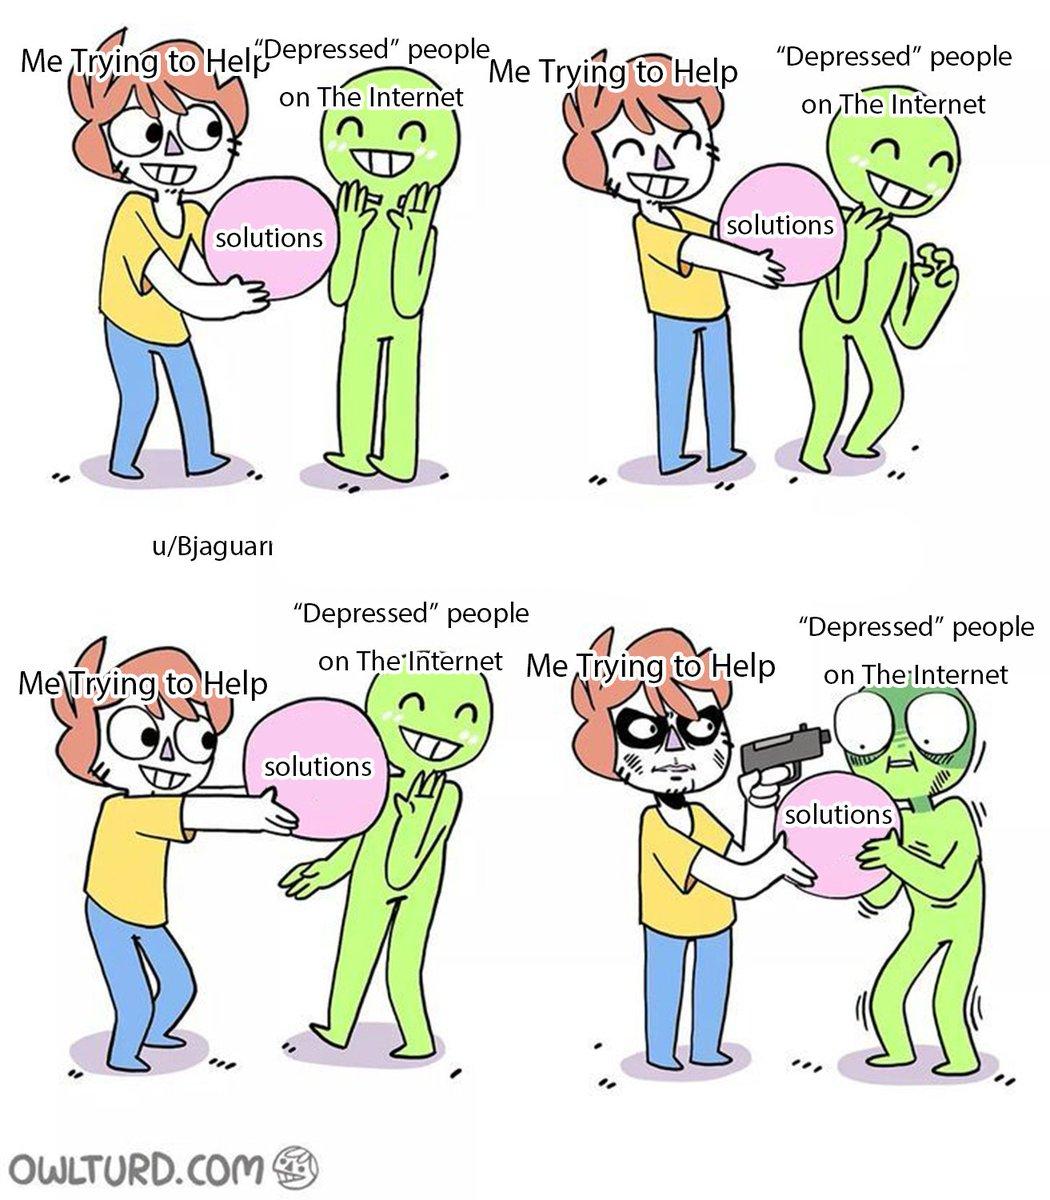 Me Trying to Help
“Depressed” people
on The Internet
solutions
Me Trying to Help
“Depressed” people
on The Internet
solutions
u/Bjaguarı
Me Trying to Help
“Depressed” people
on The Internet
solutions
Me Trying to Help
“Depressed” people
on The Internet
solutions
OWLTURD.COM